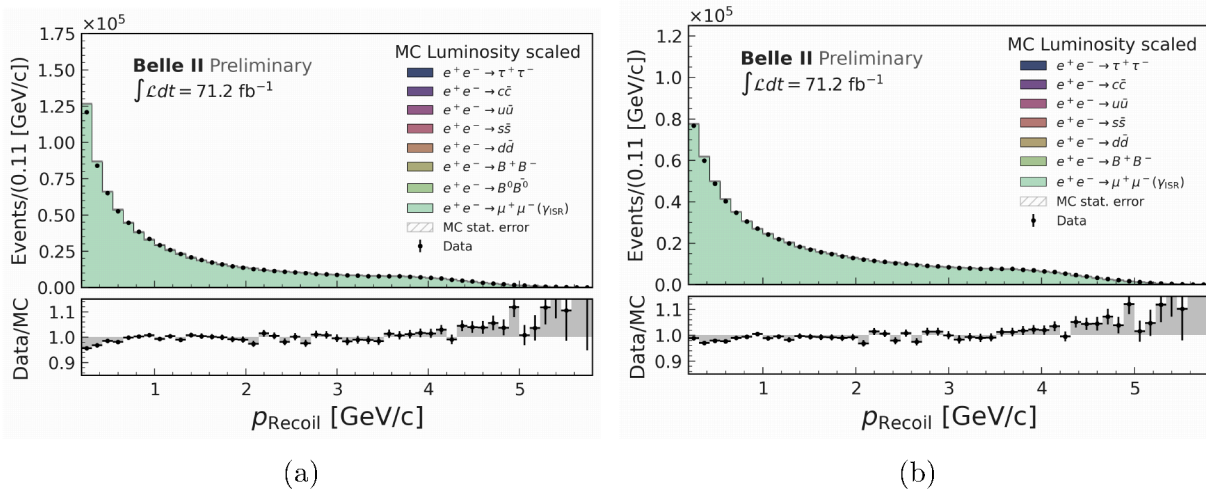 ×10⁵
1.75
1.50
1.25
1.00
0.75
0.50
0.25
0.00
Events/(0.11 [GeV/c])
Belle II Preliminary
∫ℒdt = 71.2 fb⁻¹
MC Luminosity scaled
e⁺e⁻→τ⁺τ⁻
e⁺e⁻→cc̄
e⁺e⁻→uū
e⁺e⁻→ss̄
e⁺e⁻→dd̄
e⁺e⁻→B⁺B⁻
e⁺e⁻→B⁰B̄⁰
e⁺e⁻→μ⁺μ⁻(γISR)
MC stat. error
Data
1.1
1.0
0.9
Data/MC
1 2 3 4 5
pRecoil [GeV/c]
(a)
×10⁵
1.2
1.0
0.8
0.6
0.4
0.2
0.0
Events/(0.11 [GeV/c])
Belle II Preliminary
∫ℒdt = 71.2 fb⁻¹
MC Luminosity scaled
e⁺e⁻→τ⁺τ⁻
e⁺e⁻→cc̄
e⁺e⁻→uū
e⁺e⁻→ss̄
e⁺e⁻→dd̄
e⁺e⁻→B⁺B⁻
e⁺e⁻→μ⁺μ⁻(γISR)
MC stat. error
Data
1.1
1.0
0.9
Data/MC
1 2 3 4 5
pRecoil [GeV/c]
(b)